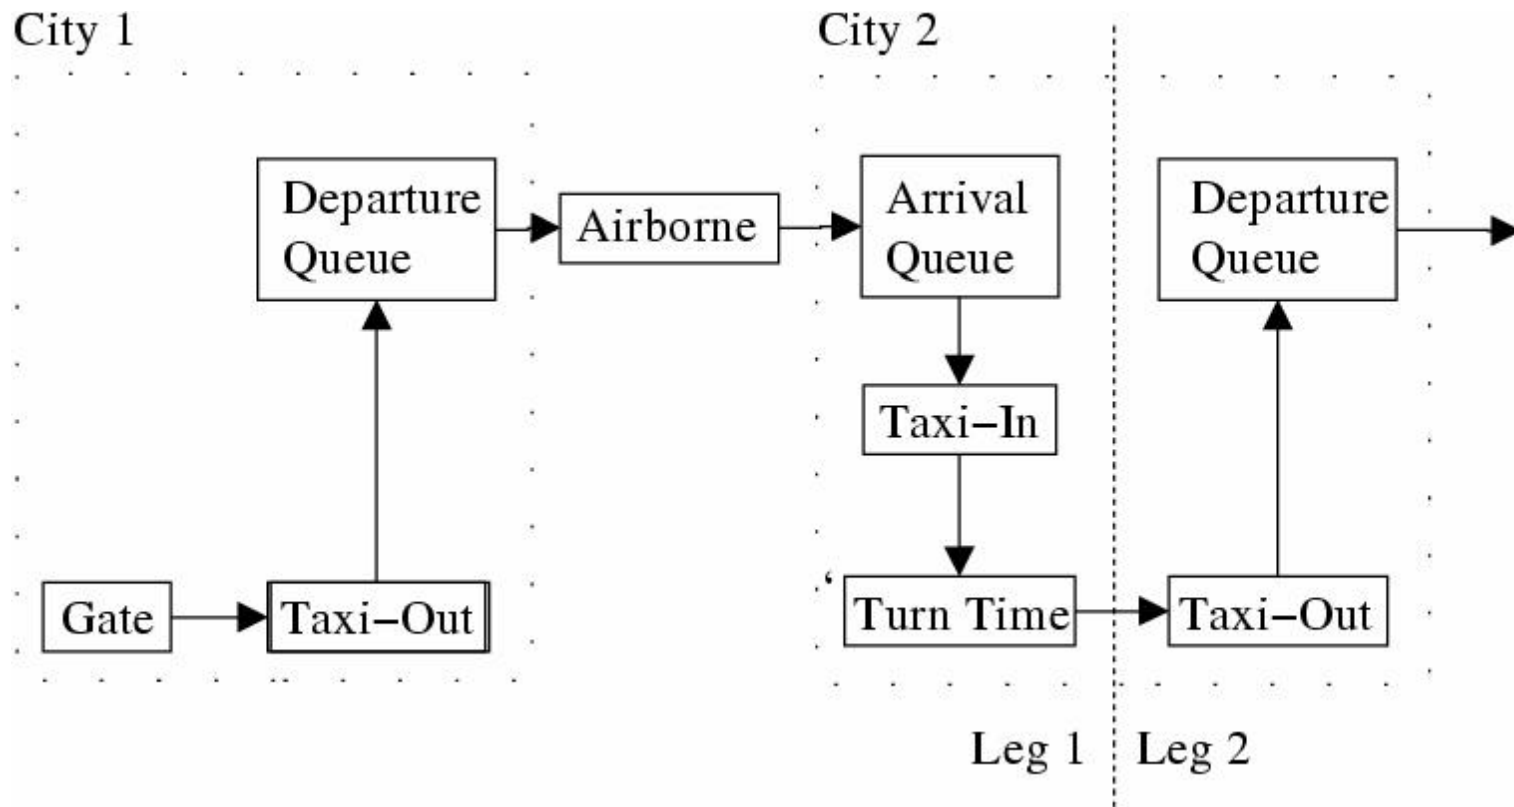 City 1
City 2
Departure
Queue
Airborne
Arrival
Queue
Departure
Queue
Taxi−In
Gate
Taxi−Out
Turn Time
Taxi−Out
Leg 1
Leg 2